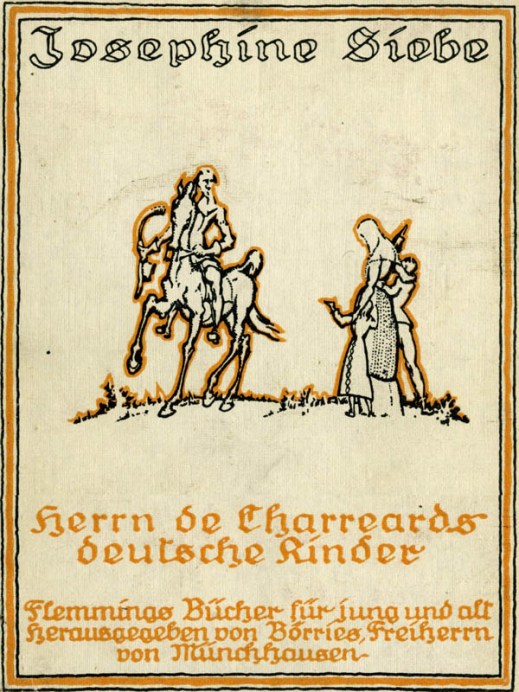 Josephine Siebe
Herrn de Charreards
deutsche Kinder
Flemmings Bücher für jung und alt
Herausgegeben von Börries, Freiherrn
von Münchhausen-